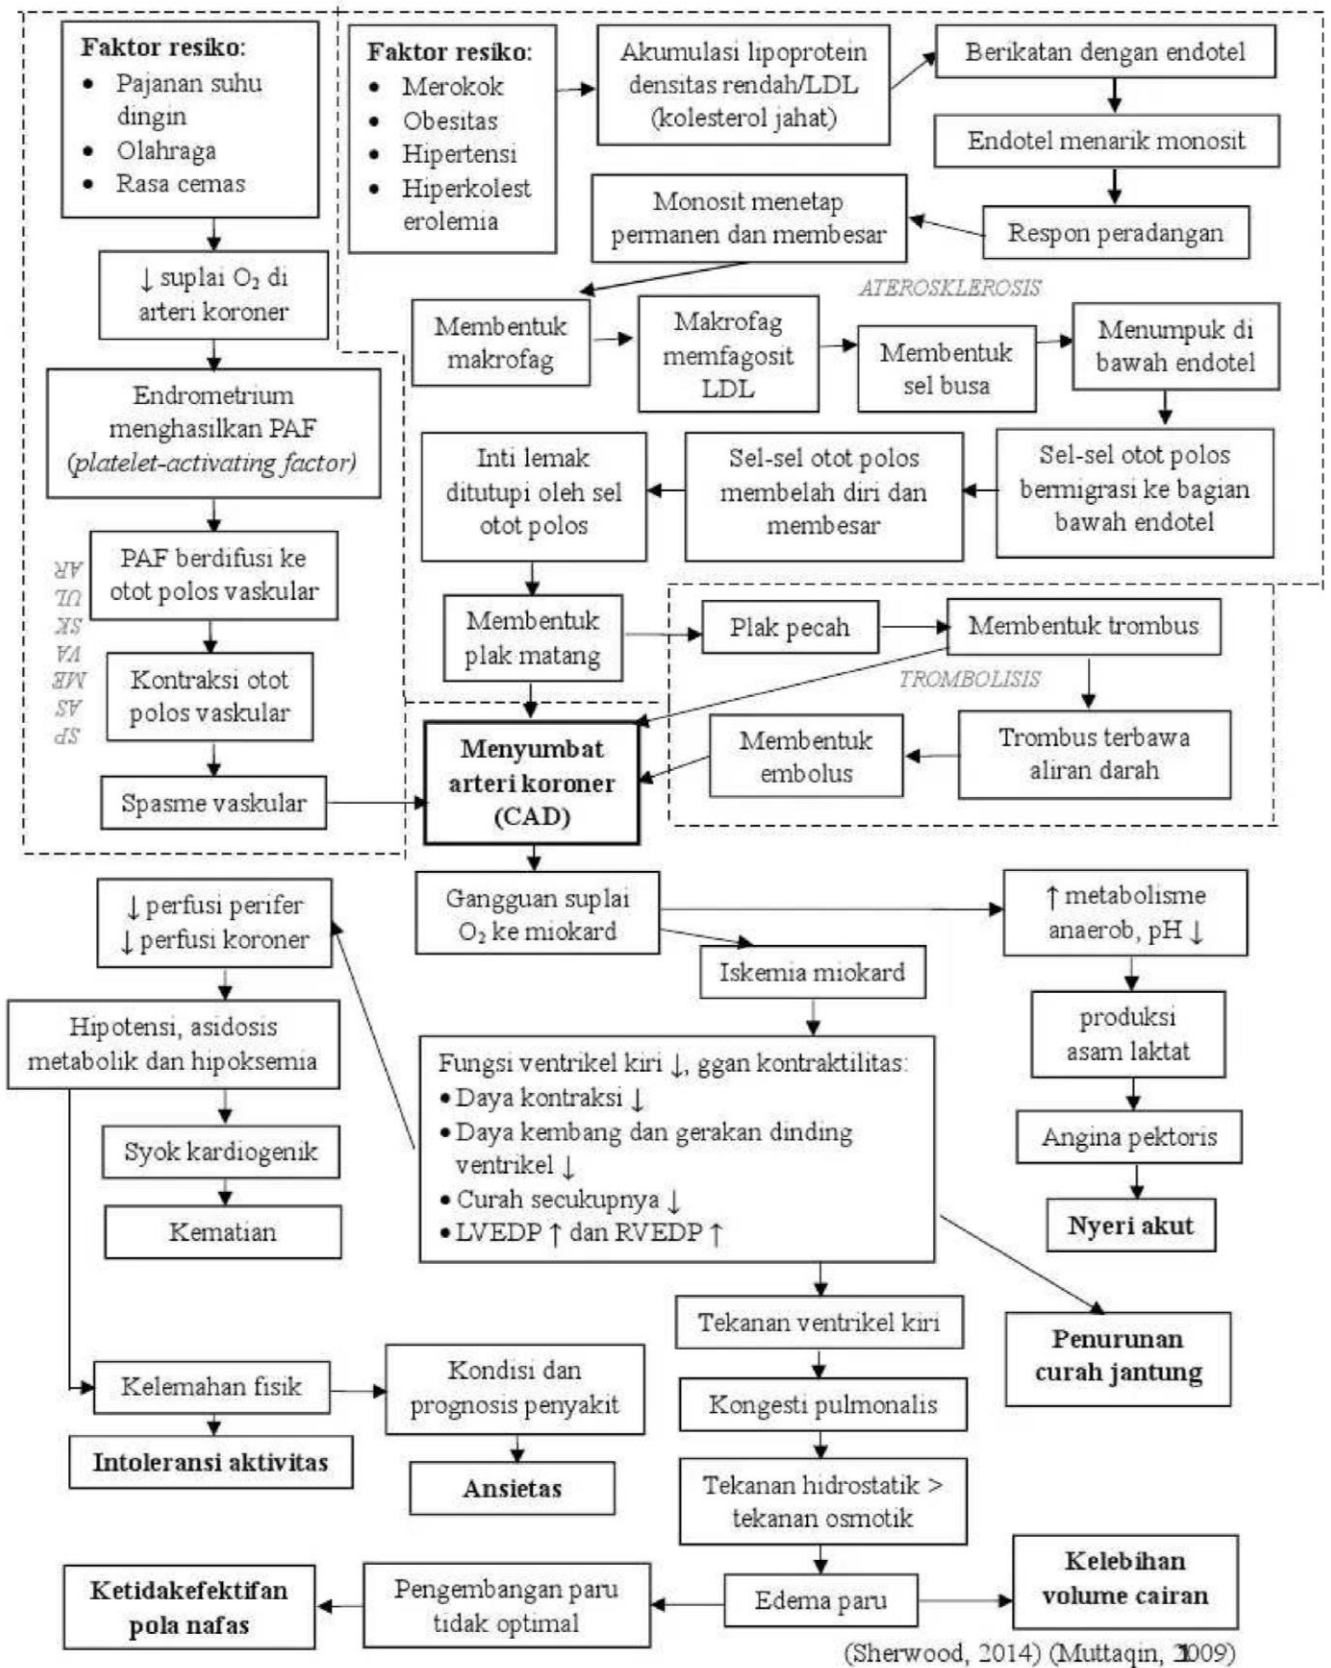 Faktor resiko:
• Pajanan suhu
dingin
• Olahraga
• Rasa cemas
↓ suplai O₂ di
arteri koroner
Endrometrium
menghasilkan PAF
(platelet-activating factor)
PAF berdifusi ke
otot polos vaskular
Kontraksi otot
polos vaskular
Spasme vaskular
SP
AS
ME
VA
SK
UL
AR
Faktor resiko:
• Merokok
• Obesitas
• Hipertensi
• Hiperkolest
erolemia
Akumulasi lipoprotein
densitas rendah/LDL
(kolesterol jahat)
Berikatan dengan endotel
Endotel menarik monosit
Respon peradangan
Monosit menetap
permanen dan membesar
ATEROSKLEROSIS
Membentuk
makrofag
Makrofag
memfagosit
LDL
Membentuk
sel busa
Menumpuk di
bawah endotel
Sel-sel otot polos
bermigrasi ke bagian
bawah endotel
Sel-sel otot polos
membelah diri dan
membesar
Inti lemak
ditutupi oleh sel
otot polos
Membentuk
plak matang
Plak pecah
Membentuk trombus
TROMBOLISIS
Trombus terbawa
aliran darah
Membentuk
embolus
Menyumbat
arteri koroner
(CAD)
Gangguan suplai
O₂ ke miokard
↑ metabolisme
anaerob, pH ↓
produksi
asam laktat
Angina pektoris
Nyeri akut
Iskemia miokard
Fungsi ventrikel kiri ↓, ggan kontraktilitas:
• Daya kontraksi ↓
• Daya kembang dan gerakan dinding
ventrikel ↓
• Curah secukupnya ↓
• LVEDP ↑ dan RVEDP ↑
↓ perfusi perifer
↓ perfusi koroner
Hipotensi, asidosis
metabolik dan hipoksemia
Syok kardiogenik
Kematian
Kelemahan fisik
Intoleransi aktivitas
Kondisi dan
prognosis penyakit
Ansietas
Tekanan ventrikel kiri
Penurunan
curah jantung
Kongesti pulmonalis
Tekanan hidrostatik >
tekanan osmotik
Edema paru
Kelebihan
volume cairan
Pengembangan paru
tidak optimal
Ketidakefektifan
pola nafas
(Sherwood, 2014) (Muttaqin, 2009)